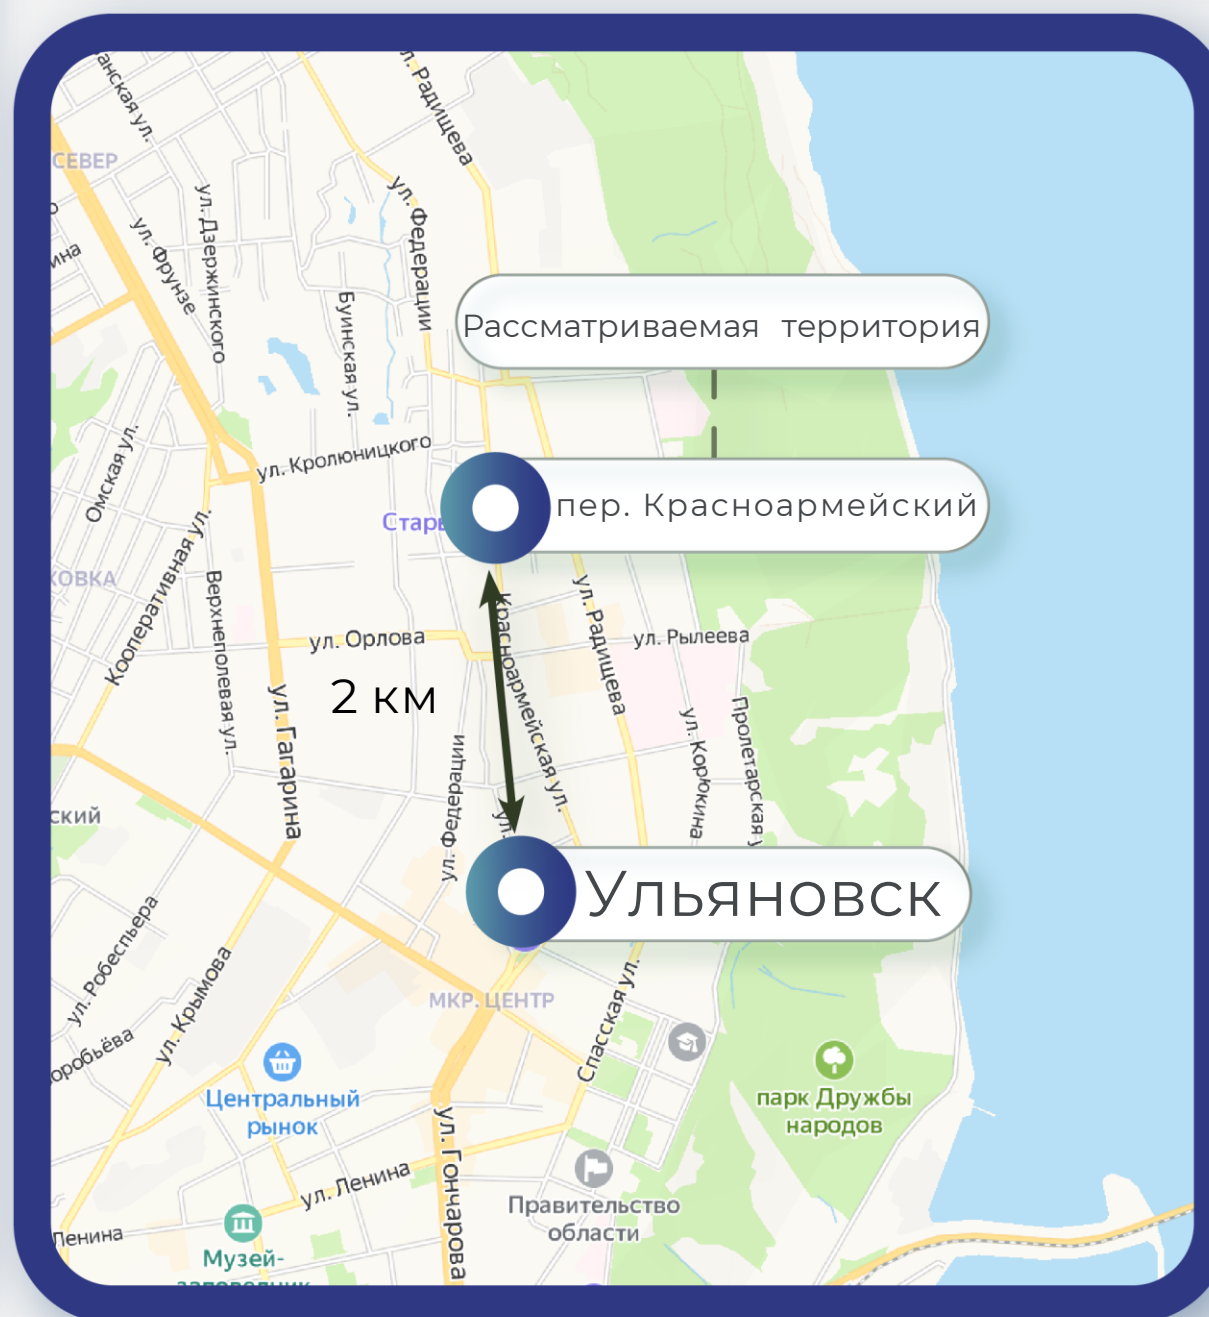 ул. Радищева
СЕВЕР
ул. Федерации
ул. Дзержинского
ул. Фрунзе
Буинская ул.
Рассматриваемая территория
ул. Кролюницкого
Омская ул.
пер. Красноармейский
Кооперативная ул.
Верхнеполевая ул.
ул. Орлова
Красноармейская ул.
ул. Радищева
ул. Рылеева
2 км
ул. Гагарина
ул. Федерации
ул. Корюкина
Пролетарская у
ский
ул.
Ульяновск
ул. Робеспьера
ул. Крымова
МКР. ЦЕНТР
Спасская ул.
Центральный
рынок
парк Дружбы
народов
ул. Гончарова
ул. Ленина
Правительство
области
Ленина
Музей-
заповедник